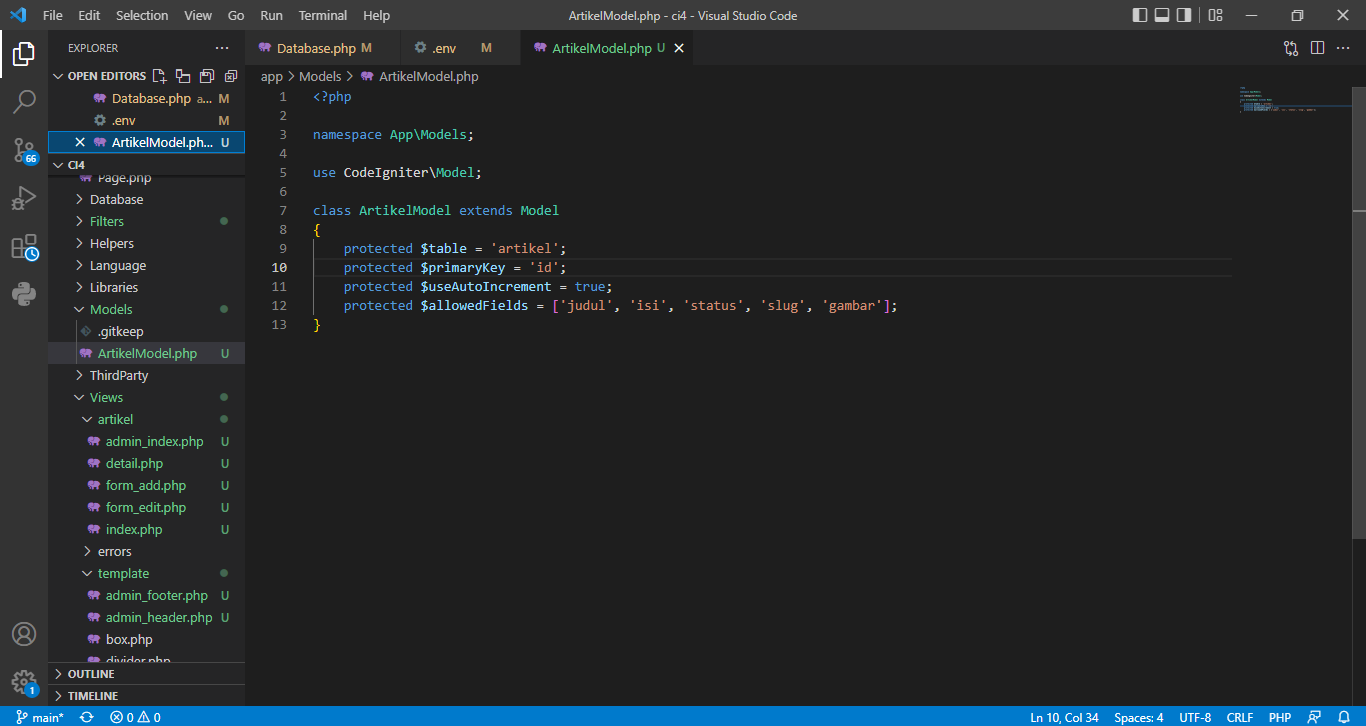 File Edit Selection View Go Run Terminal Help
ArtikelModel.php - ci4 - Visual Studio Code
EXPLORER
OPEN EDITORS
Database.php a... M
.env M
ArtikelModel.ph... U
CI4
Page.php
Database
Filters
Helpers
Language
Libraries
Models
.gitkeep
ArtikelModel.php U
ThirdParty
Views
artikel
admin_index.php U
detail.php U
form_add.php U
form_edit.php U
index.php U
errors
template
admin_footer.php U
admin_header.php U
box.php
divider.php
OUTLINE
TIMELINE
66
1
Database.php M
.env M
ArtikelModel.php U
app > Models > ArtikelModel.php
1 <?php
2
3 namespace App\Models;
4
5 use CodeIgniter\Model;
6
7 class ArtikelModel extends Model
8 {
9 protected $table = 'artikel';
10 protected $primaryKey = 'id';
11 protected $useAutoIncrement = true;
12 protected $allowedFields = ['judul', 'isi', 'status', 'slug', 'gambar'];
13 }
main* 0 0
Ln 10, Col 34 Spaces: 4 UTF-8 CRLF PHP